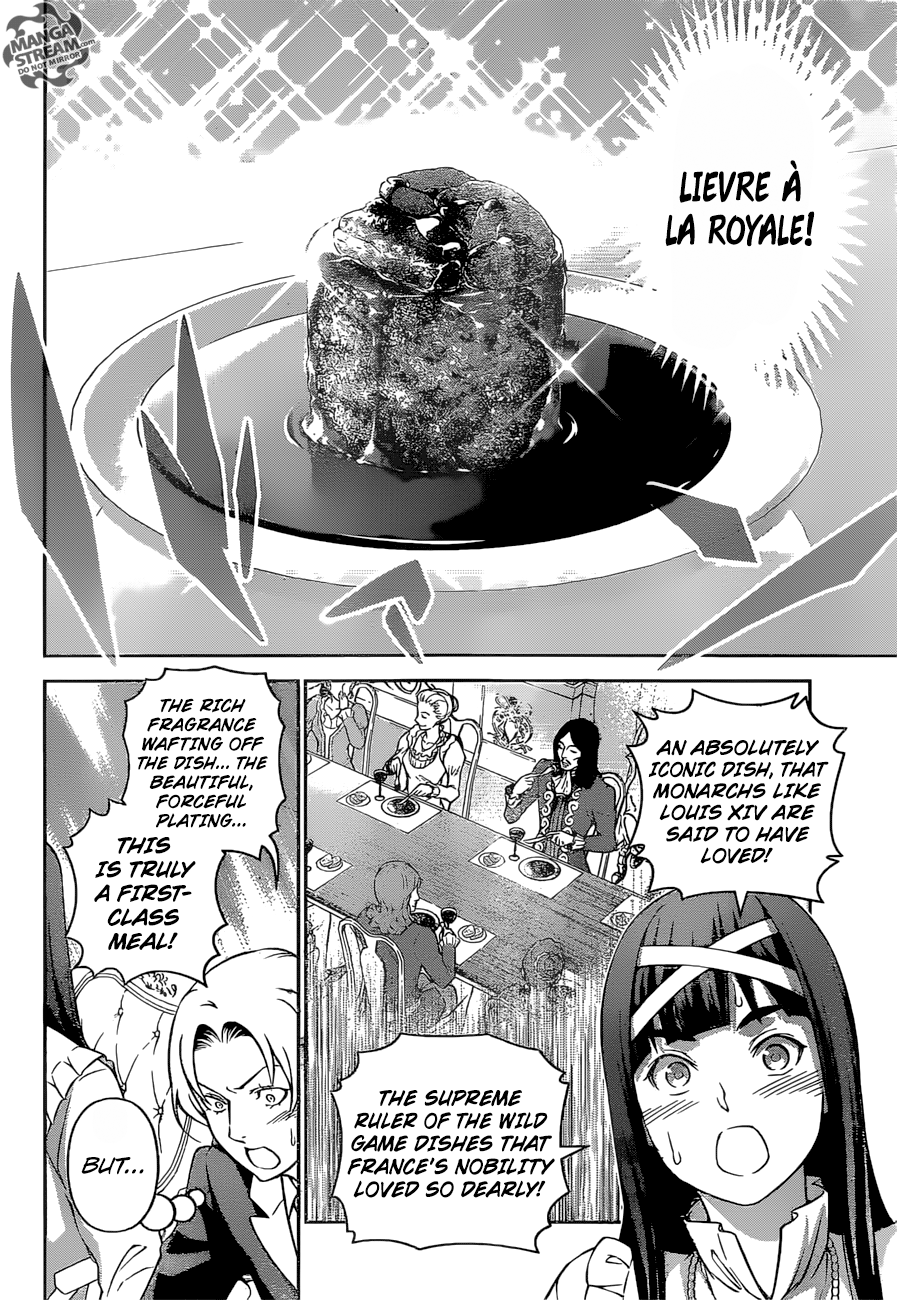 MANGA
STREAM.com
DO NOT MIRROR
LIEVRE À
LA ROYALE!
AN ABSOLUTELY
ICONIC DISH, THAT
MONARCHS LIKE
LOUIS XIV ARE
SAID TO HAVE
LOVED!
THE SUPREME
RULER OF THE WILD
GAME DISHES THAT
FRANCE'S NOBILITY
LOVED SO DEARLY!
THE RICH
FRAGRANCE
WAFTING OFF
THE DISH... THE
BEAUTIFUL,
FORCEFUL
PLATING...
THIS
IS TRULY
A FIRST-
CLASS
MEAL!
BUT...